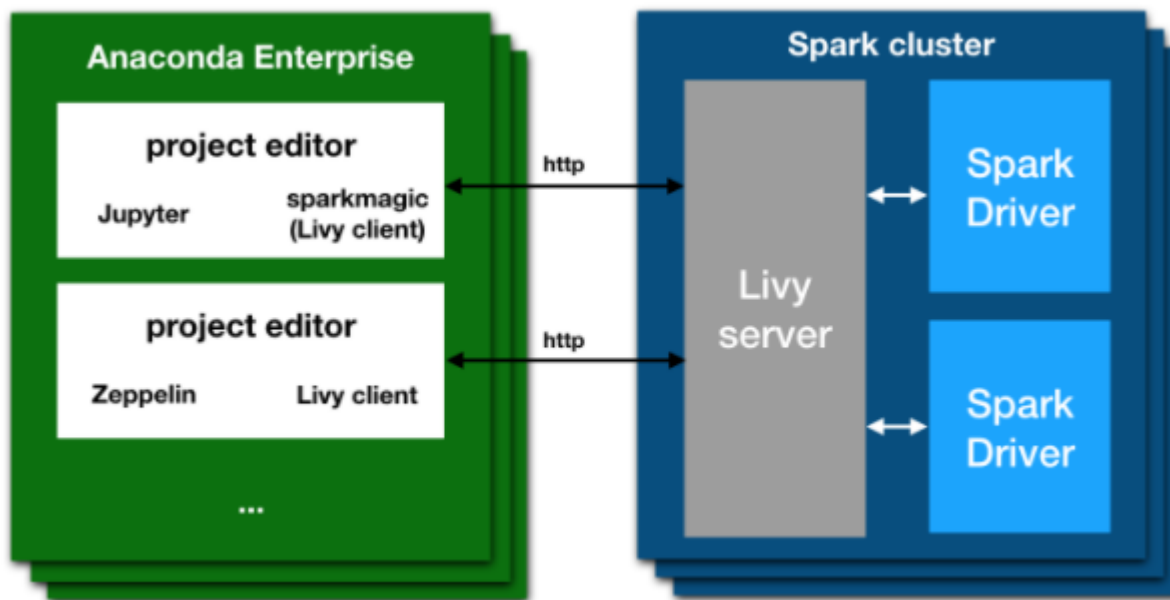 Anaconda Enterprise
project editor
Jupyter
sparkmagic
(Livy client)
project editor
Zeppelin
Livy client
...
http
http
Spark cluster
Livy
server
Spark
Driver
Spark
Driver